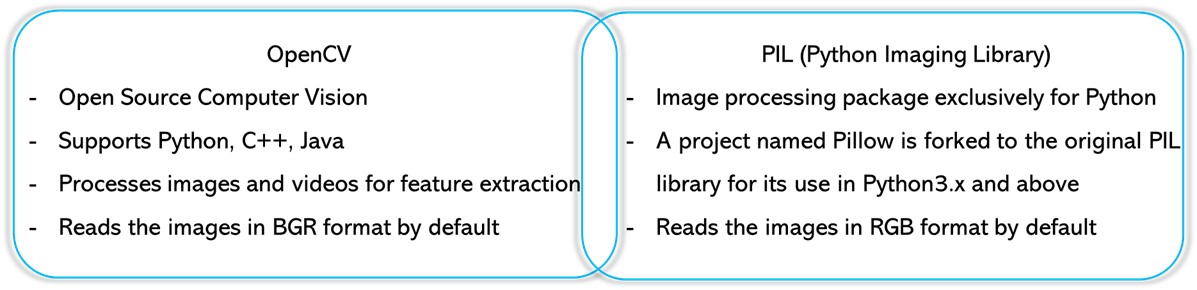 OpenCV
- Open Source Computer Vision
- Supports Python, C++, Java
- Processes images and videos for feature extraction
- Reads the images in BGR format by default
PIL (Python Imaging Library)
- Image processing package exclusively for Python
- A project named Pillow is forked to the original PIL
library for its use in Python3.x and above
- Reads the images in RGB format by default